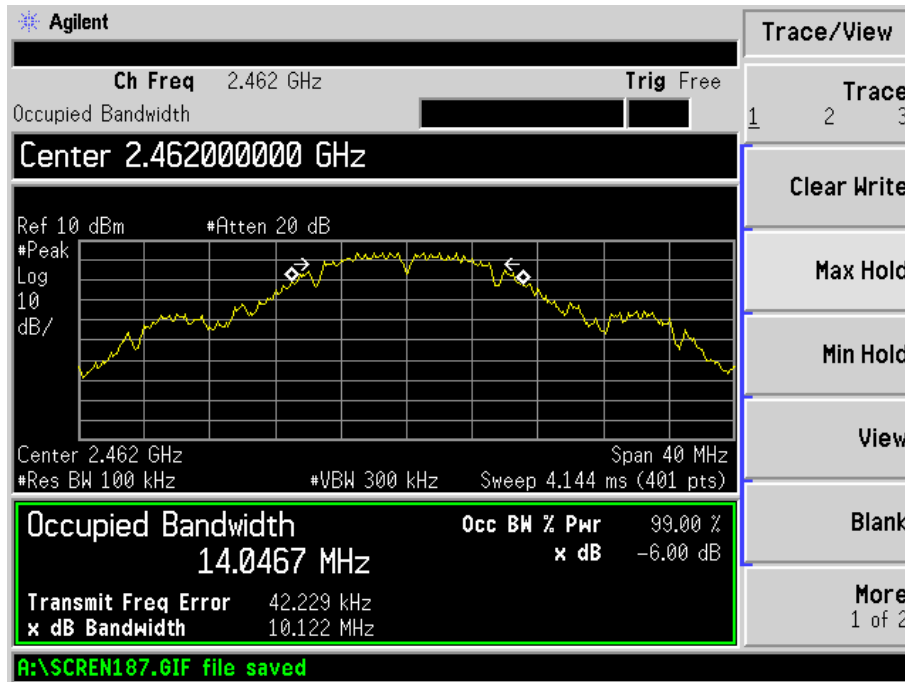 Agilent
Trace/View
Ch Freq 2.462 GHz Trig Free
Occupied Bandwidth
Center 2.462000000 GHz
Ref 10 dBm #Atten 20 dB
#Peak
Log
10
dB/
Center 2.462 GHz Span 40 MHz
#Res BW 100 kHz #VBW 300 kHz Sweep 4.144 ms (401 pts)
Occupied Bandwidth
14.0467 MHz
Occ BW % Pwr 99.00 %
x dB -6.00 dB
Transmit Freq Error 42.229 kHz
x dB Bandwidth 10.122 MHz
A:\SCREN187.GIF file saved
Trace
1 2 3
Clear Write
Max Hold
Min Hold
View
Blank
More
1 of 2